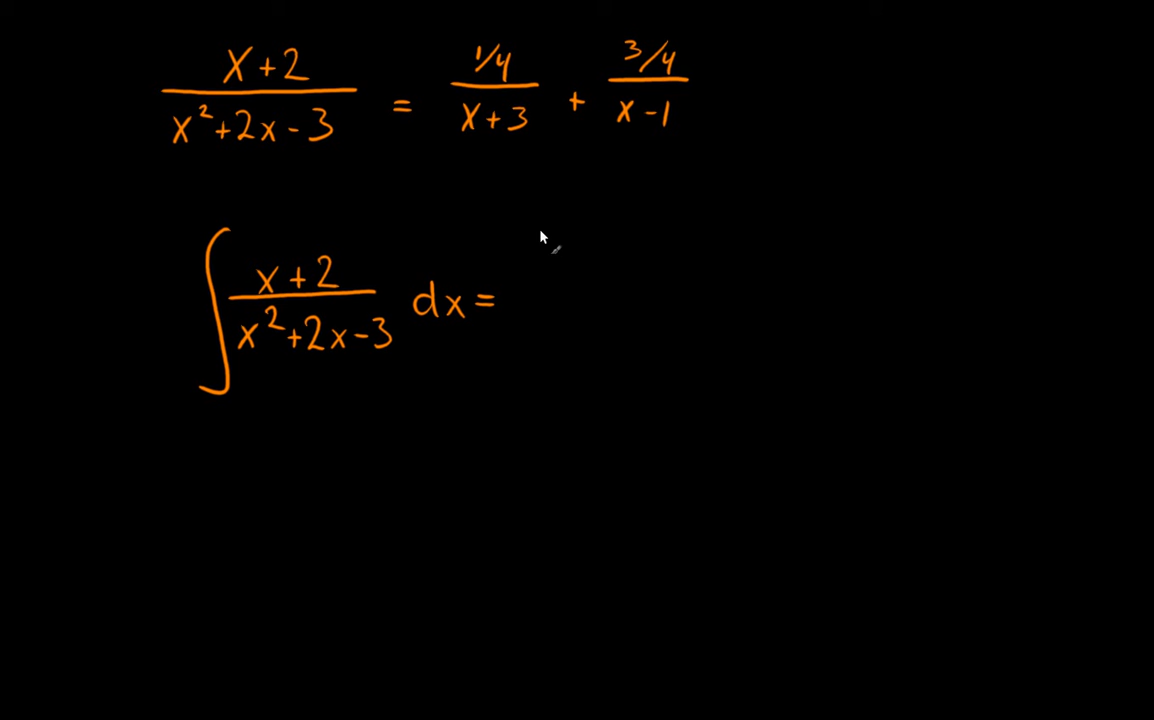 x+2 / x²+2x-3 = 1/4 / x+3 + 3/4 / x-1
∫ x+2 / x²+2x-3 dx =